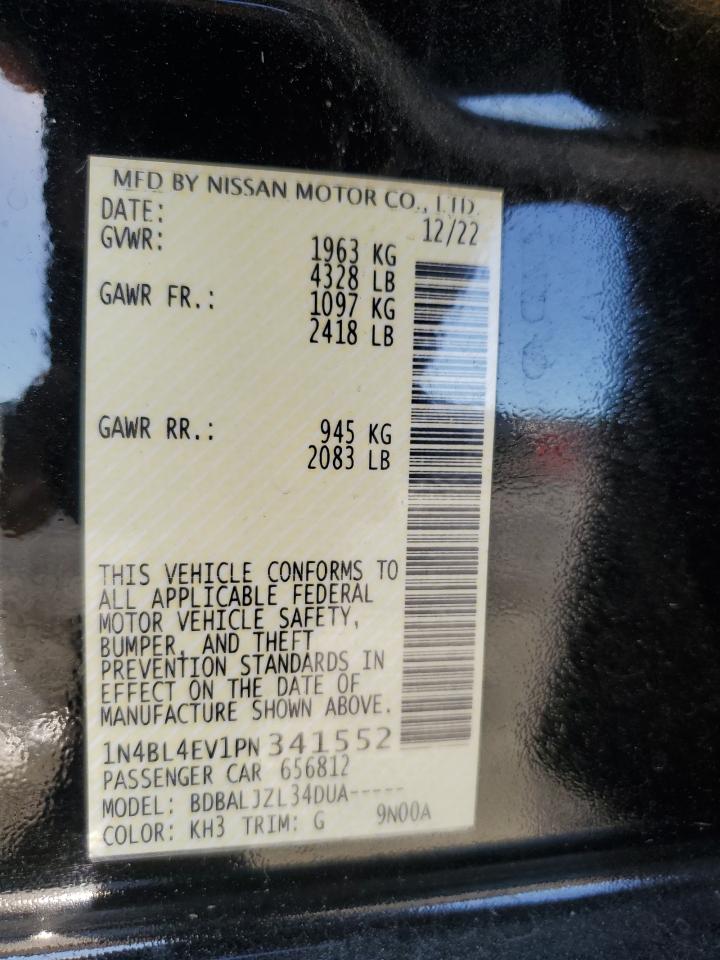 MFD BY NISSAN MOTOR CO., LTD.
DATE: 12/22
GVWR: 1963 KG
4328 LB
GAWR FR.: 1097 KG
2418 LB
GAWR RR.: 945 KG
2083 LB
THIS VEHICLE CONFORMS TO
ALL APPLICABLE FEDERAL
MOTOR VEHICLE SAFETY,
BUMPER, AND THEFT
PREVENTION STANDARDS IN
EFFECT ON THE DATE OF
MANUFACTURE SHOWN ABOVE.
1N4BL4EV1PN341552
PASSENGER CAR 656812
MODEL: BDBALJZL34DUA-----
COLOR: KH3 TRIM: G 9N00A